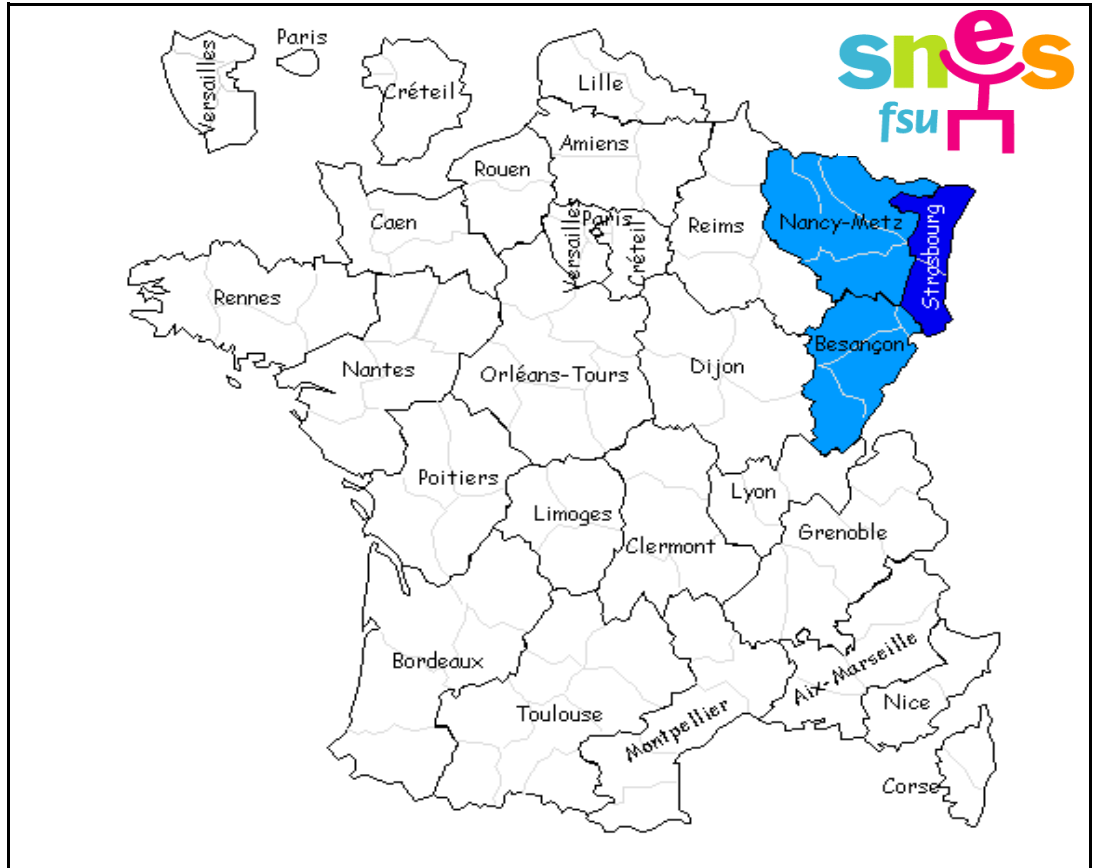 Paris
Versailles
Créteil
Lille
snes
fsu
Amiens
Rouen
Caen
Versailles
Paris
Créteil
Reims
Nancy-Metz
Strasbourg
Rennes
Nantes
Orléans-Tours
Dijon
Besançon
Poitiers
Limoges
Clermont
Lyon
Grenoble
Bordeaux
Toulouse
Montpellier
Aix-Marseille
Nice
Corse